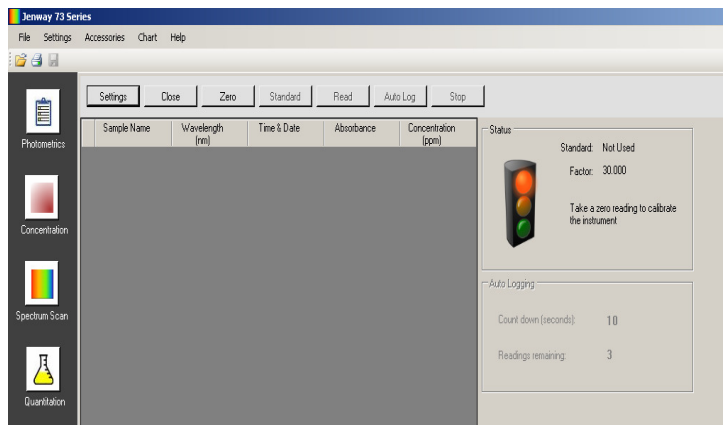 Jenway 73 Series
File Settings Accessories Chart Help
Settings Close Zero Standard Read Auto Log Stop
Sample Name Wavelength (nm) Time & Date Absorbance Concentration (ppm)
Photometrics
Concentration
Spectrum Scan
Quantitation
Status
Standard: Not Used
Factor: 30.000
Take a zero reading to calibrate
the instrument
Auto Logging
Count down (seconds): 10
Readings remaining: 3